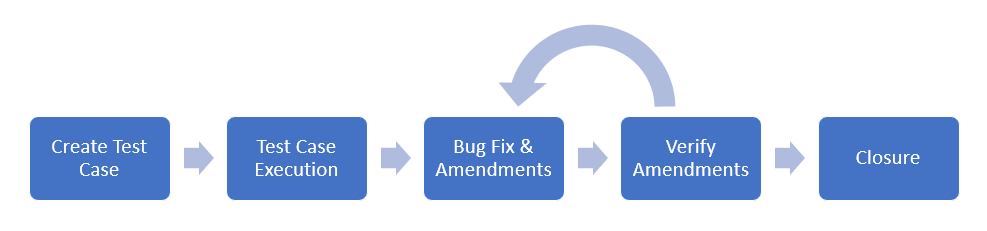 Create Test
Case
Test Case
Execution
Bug Fix &
Amendments
Verify
Amendments
Closure